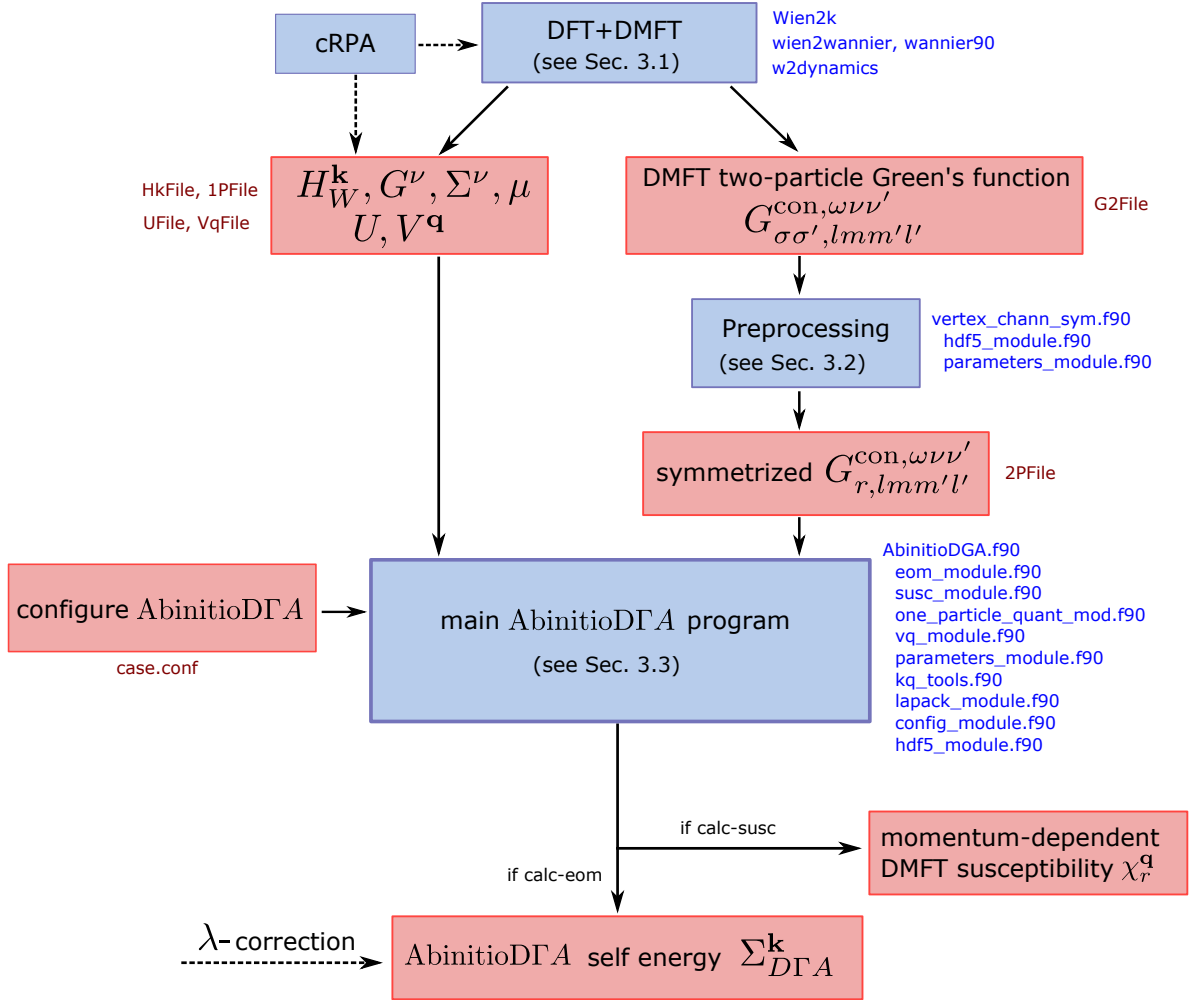 cRPA
DFT+DMFT
(see Sec. 3.1)
Wien2k
wien2wannier, wannier90
w2dynamics
HkFile, 1PFile
UFile, VqFile
H_W^k, G^ν, Σ^ν, μ
U, V^q
DMFT two-particle Green's function
G_{σσ',lmm'l'}^{con,ωνν'}
G2File
Preprocessing
(see Sec. 3.2)
vertex_chann_sym.f90
hdf5_module.f90
parameters_module.f90
symmetrized G_{r,lmm'l'}^{con,ωνν'}
2PFile
configure AbinitioDΓA
case.conf
main AbinitioDΓA program
(see Sec. 3.3)
AbinitioDGA.f90
eom_module.f90
susc_module.f90
one_particle_quant_mod.f90
vq_module.f90
parameters_module.f90
kq_tools.f90
lapack_module.f90
config_module.f90
hdf5_module.f90
if calc-susc
momentum-dependent
DMFT susceptibility χ_r^q
if calc-eom
λ-correction
AbinitioDΓA self energy Σ_{DΓA}^k